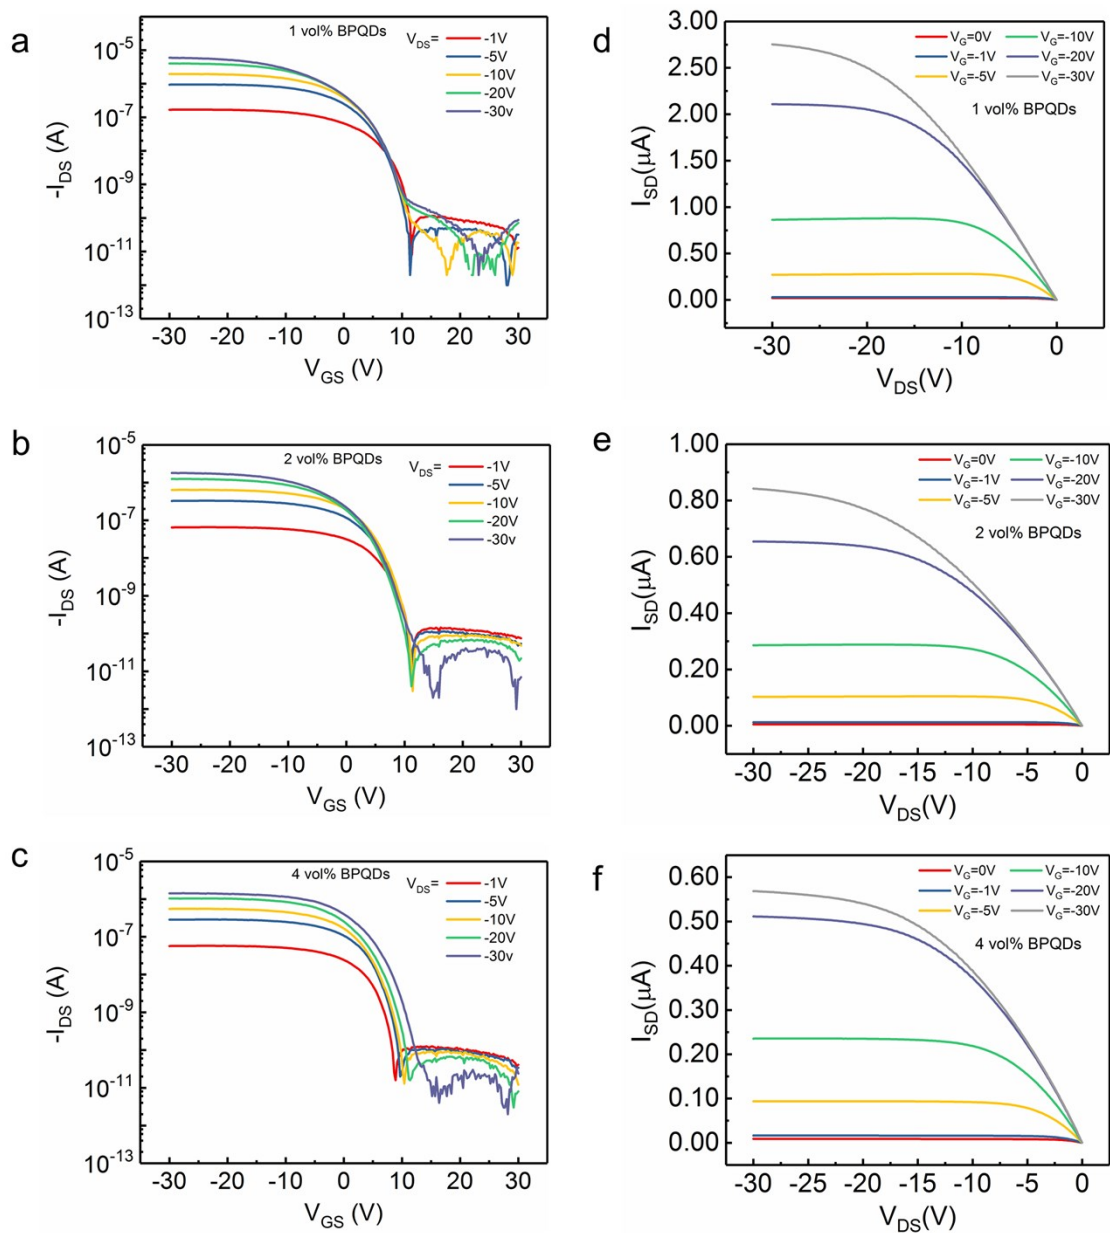 a
1 vol% BPQDs
V_DS=
-1V
-5V
-10V
-20V
-30v
-I_DS (A)
10^-5
10^-7
10^-9
10^-11
10^-13
-30
-20
-10
0
10
20
30
V_GS (V)
d
3.00
2.50
2.00
1.50
1.00
0.50
0.00
I_SD(μA)
V_G=0V
V_G=-10V
V_G=-1V
V_G=-20V
V_G=-5V
V_G=-30V
1 vol% BPQDs
-30
-20
-10
0
V_DS(V)
b
2 vol% BPQDs
V_DS=
-1V
-5V
-10V
-20V
-30v
-I_DS (A)
10^-5
10^-7
10^-9
10^-11
10^-13
-30
-20
-10
0
10
20
30
V_GS (V)
e
1.00
0.80
0.60
0.40
0.20
0.00
I_SD(μA)
V_G=0V
V_G=-10V
V_G=-1V
V_G=-20V
V_G=-5V
V_G=-30V
2 vol% BPQDs
-30
-25
-20
-15
-10
-5
0
V_DS(V)
c
4 vol% BPQDs
V_DS=
-1V
-5V
-10V
-20V
-30v
-I_DS (A)
10^-5
10^-7
10^-9
10^-11
10^-13
-30
-20
-10
0
10
20
30
V_GS (V)
f
0.60
0.50
0.40
0.30
0.20
0.10
0.00
I_SD(μA)
V_G=0V
V_G=-10V
V_G=-1V
V_G=-20V
V_G=-5V
V_G=-30V
4 vol% BPQDs
-30
-25
-20
-15
-10
-5
0
V_DS(V)